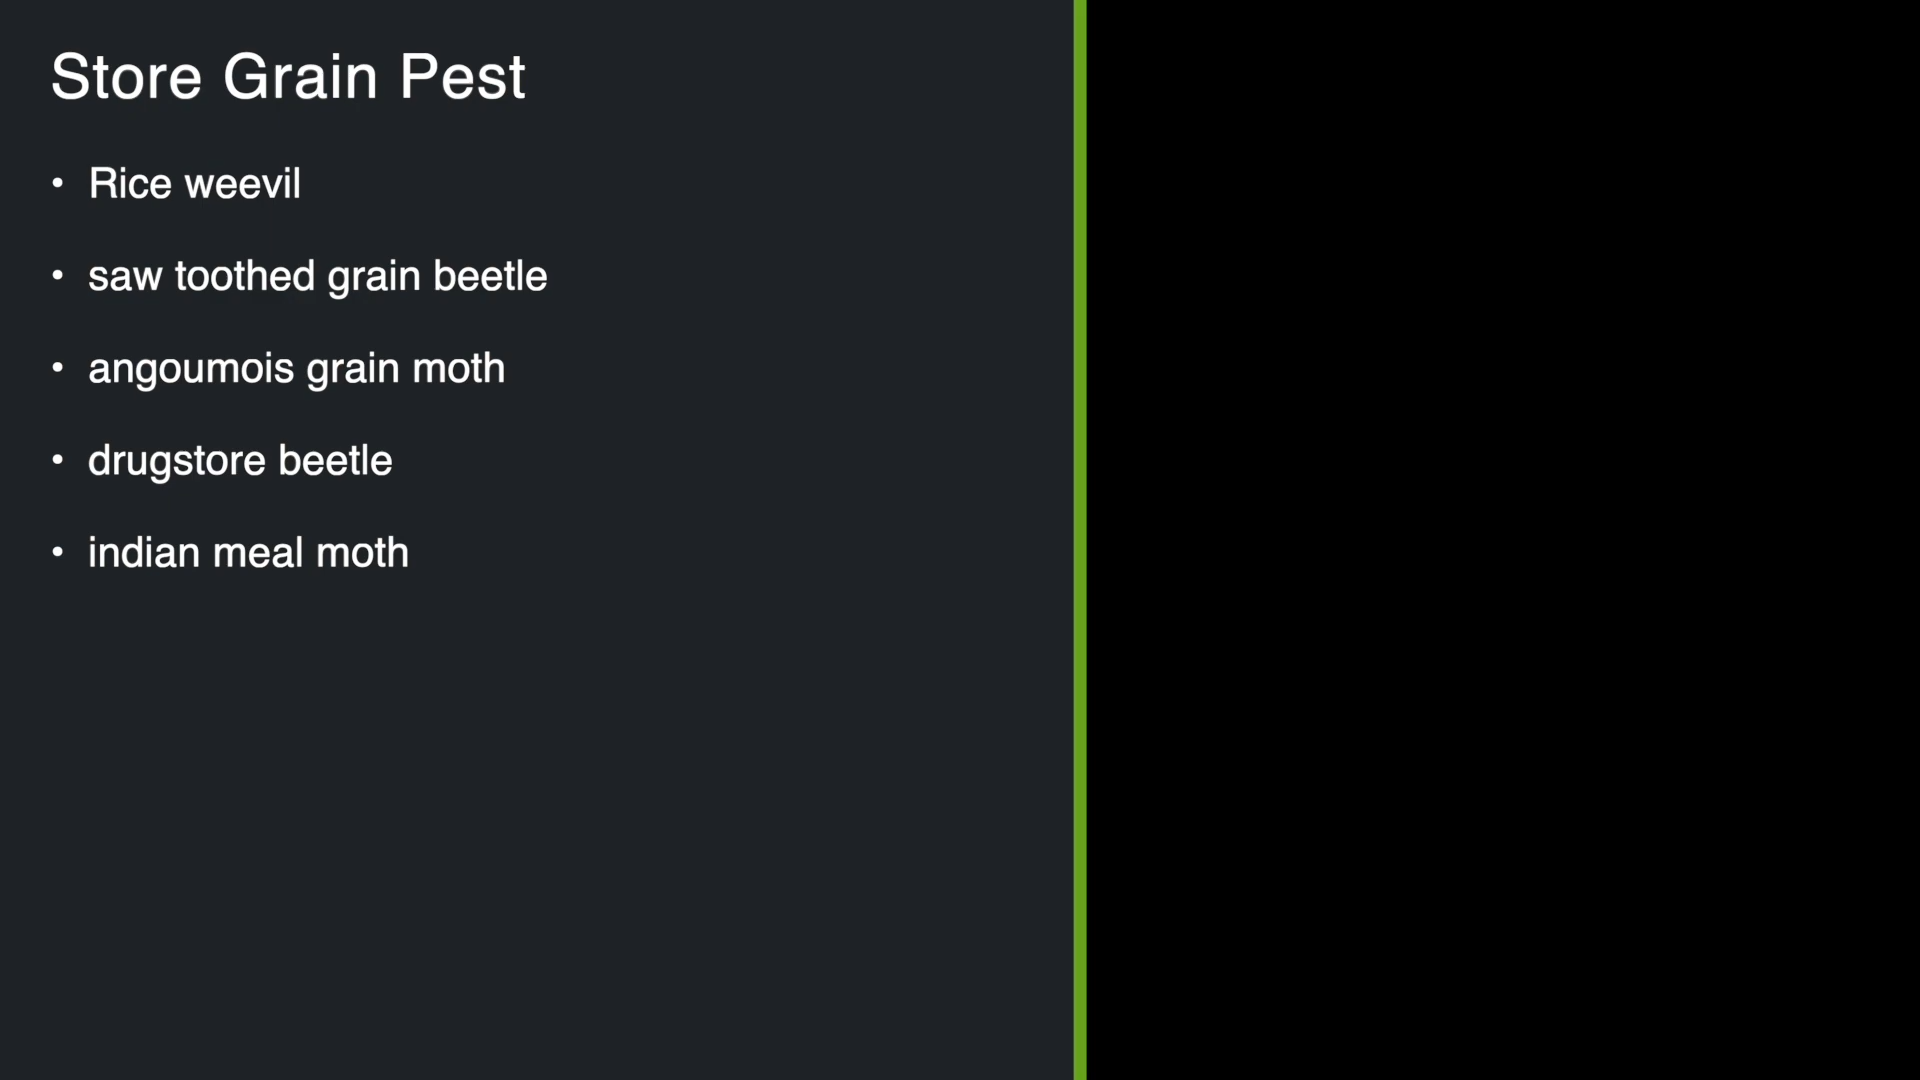 Store Grain Pest
• Rice weevil
• saw toothed grain beetle
• angoumois grain moth
• drugstore beetle
• indian meal moth